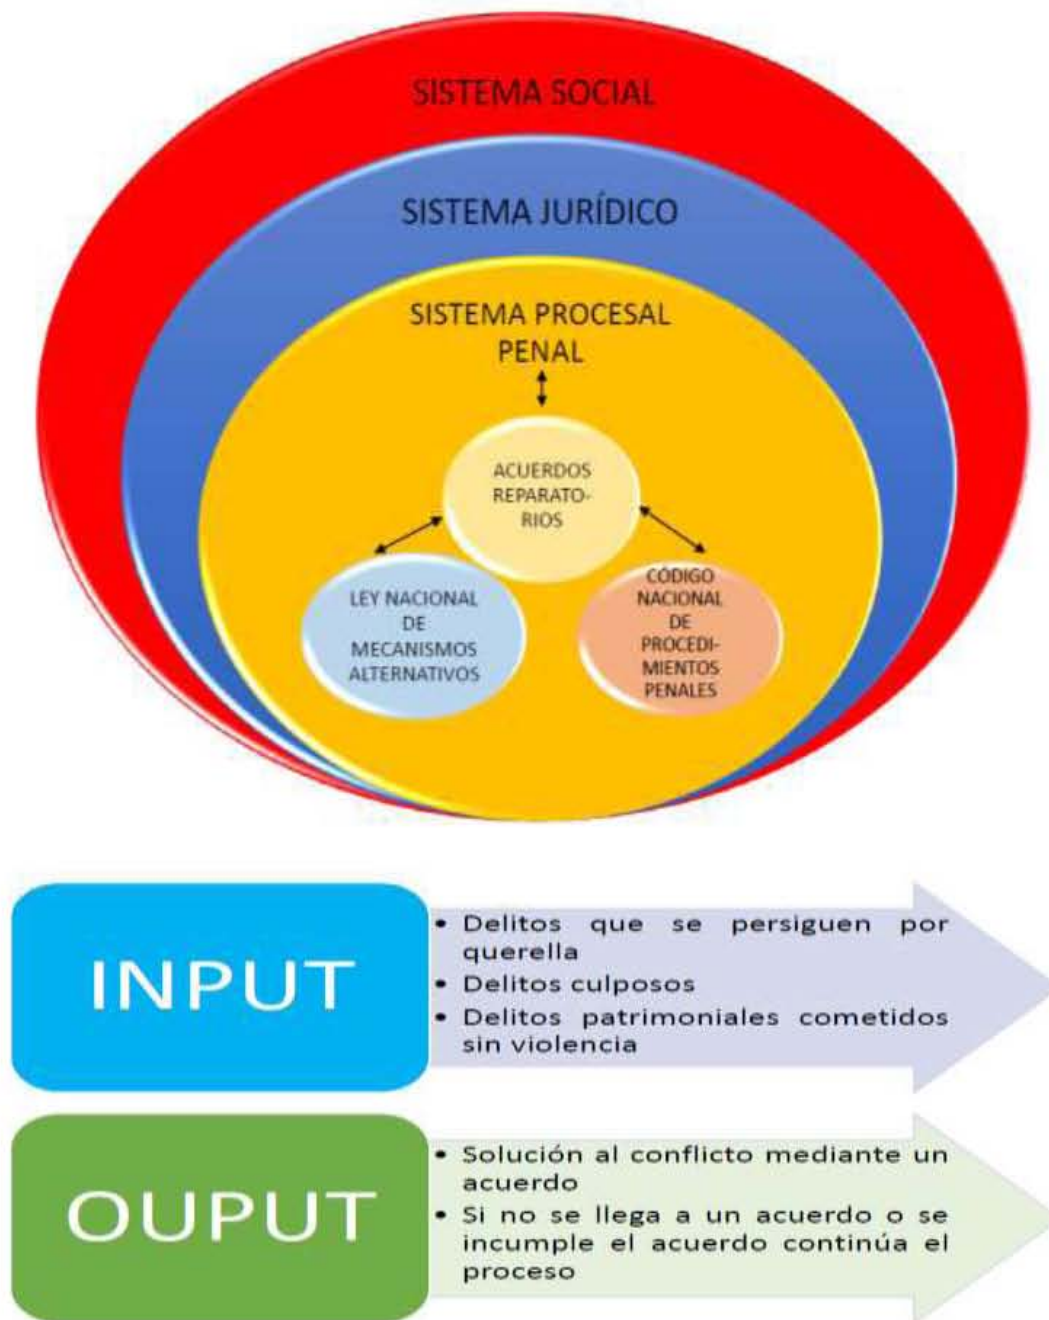 SISTEMA SOCIAL
SISTEMA JURÍDICO
SISTEMA PROCESAL
PENAL
ACUERDOS
REPARATO-
RIOS
LEY NACIONAL
DE
MECANISMOS
ALTERNATIVOS
CÓDIGO
NACIONAL
DE
PROCEDI-
MIENTOS
PENALES
INPUT
• Delitos que se persiguen por
querella
• Delitos culposos
• Delitos patrimoniales cometidos
sin violencia
OUPUT
• Solución al conflicto mediante un
acuerdo
• Si no se llega a un acuerdo o se
incumple el acuerdo continúa el
proceso